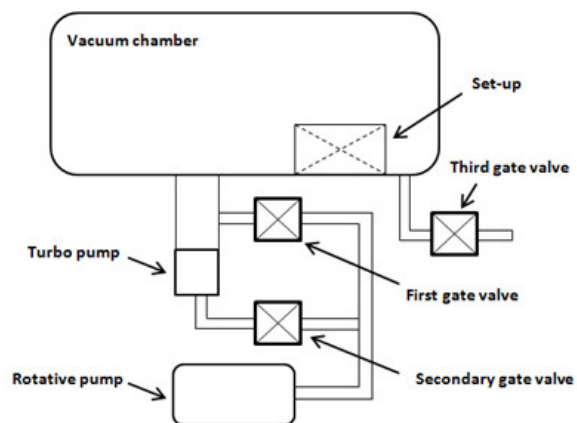 Vacuum chamber
Set-up
Third gate valve
Turbo pump
First gate valve
Rotative pump
Secondary gate valve